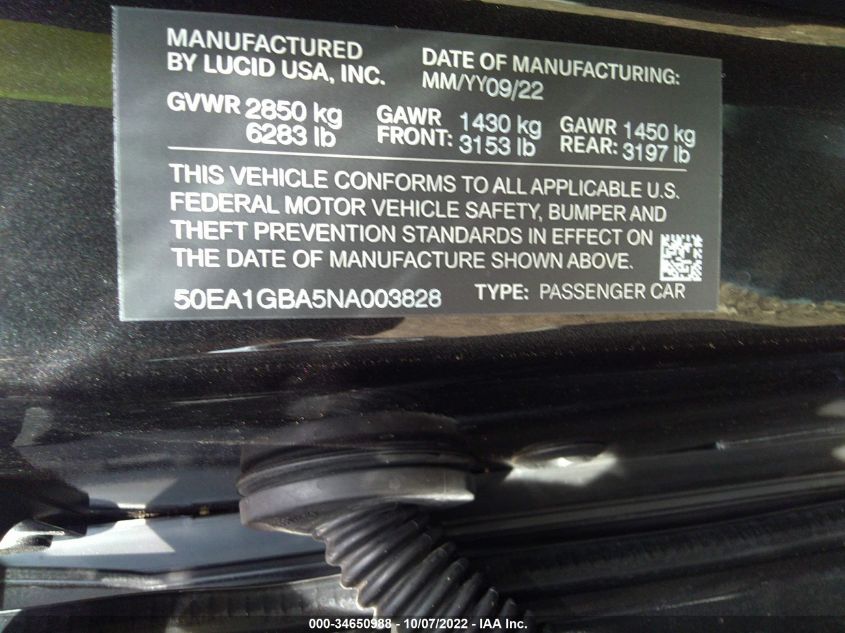 MANUFACTURED
BY LUCID USA, INC.
DATE OF MANUFACTURING:
MM/YY09/22
GVWR 2850 kg
6283 lb
GAWR 1430 kg
FRONT: 3153 lb
GAWR 1450 kg
REAR: 3197 lb
THIS VEHICLE CONFORMS TO ALL APPLICABLE U.S.
FEDERAL MOTOR VEHICLE SAFETY, BUMPER AND
THEFT PREVENTION STANDARDS IN EFFECT ON
THE DATE OF MANUFACTURE SHOWN ABOVE.
50EA1GBA5NA003828
TYPE: PASSENGER CAR
000-34650988 - 10/07/2022 - IAA Inc.